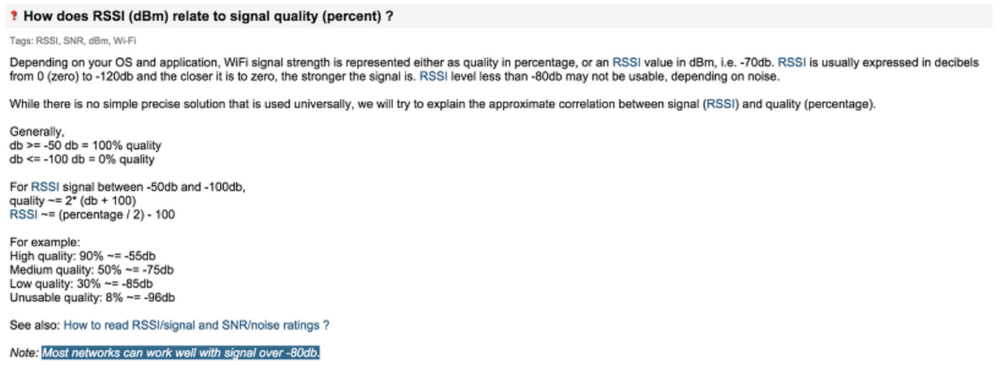 ? How does RSSI (dBm) relate to signal quality (percent) ?
Tags: RSSI, SNR, dBm, Wi-Fi
Depending on your OS and application, WiFi signal strength is represented either as quality in percentage, or an RSSI value in dBm, i.e. -70db. RSSI is usually expressed in decibels
from 0 (zero) to -120db and the closer it is to zero, the stronger the signal is. RSSI level less than -80db may not be usable, depending on noise.
While there is no simple precise solution that is used universally, we will try to explain the approximate correlation between signal (RSSI) and quality (percentage).
Generally,
db >= -50 db = 100% quality
db <= -100 db = 0% quality
For RSSI signal between -50db and -100db,
quality ~= 2* (db + 100)
RSSI ~= (percentage / 2) - 100
For example:
High quality: 90% ~= -55db
Medium quality: 50% ~= -75db
Low quality: 30% ~= -85db
Unusable quality: 8% ~= -96db
See also: How to read RSSI/signal and SNR/noise ratings ?
Note: Most networks can work well with signal over -80db.